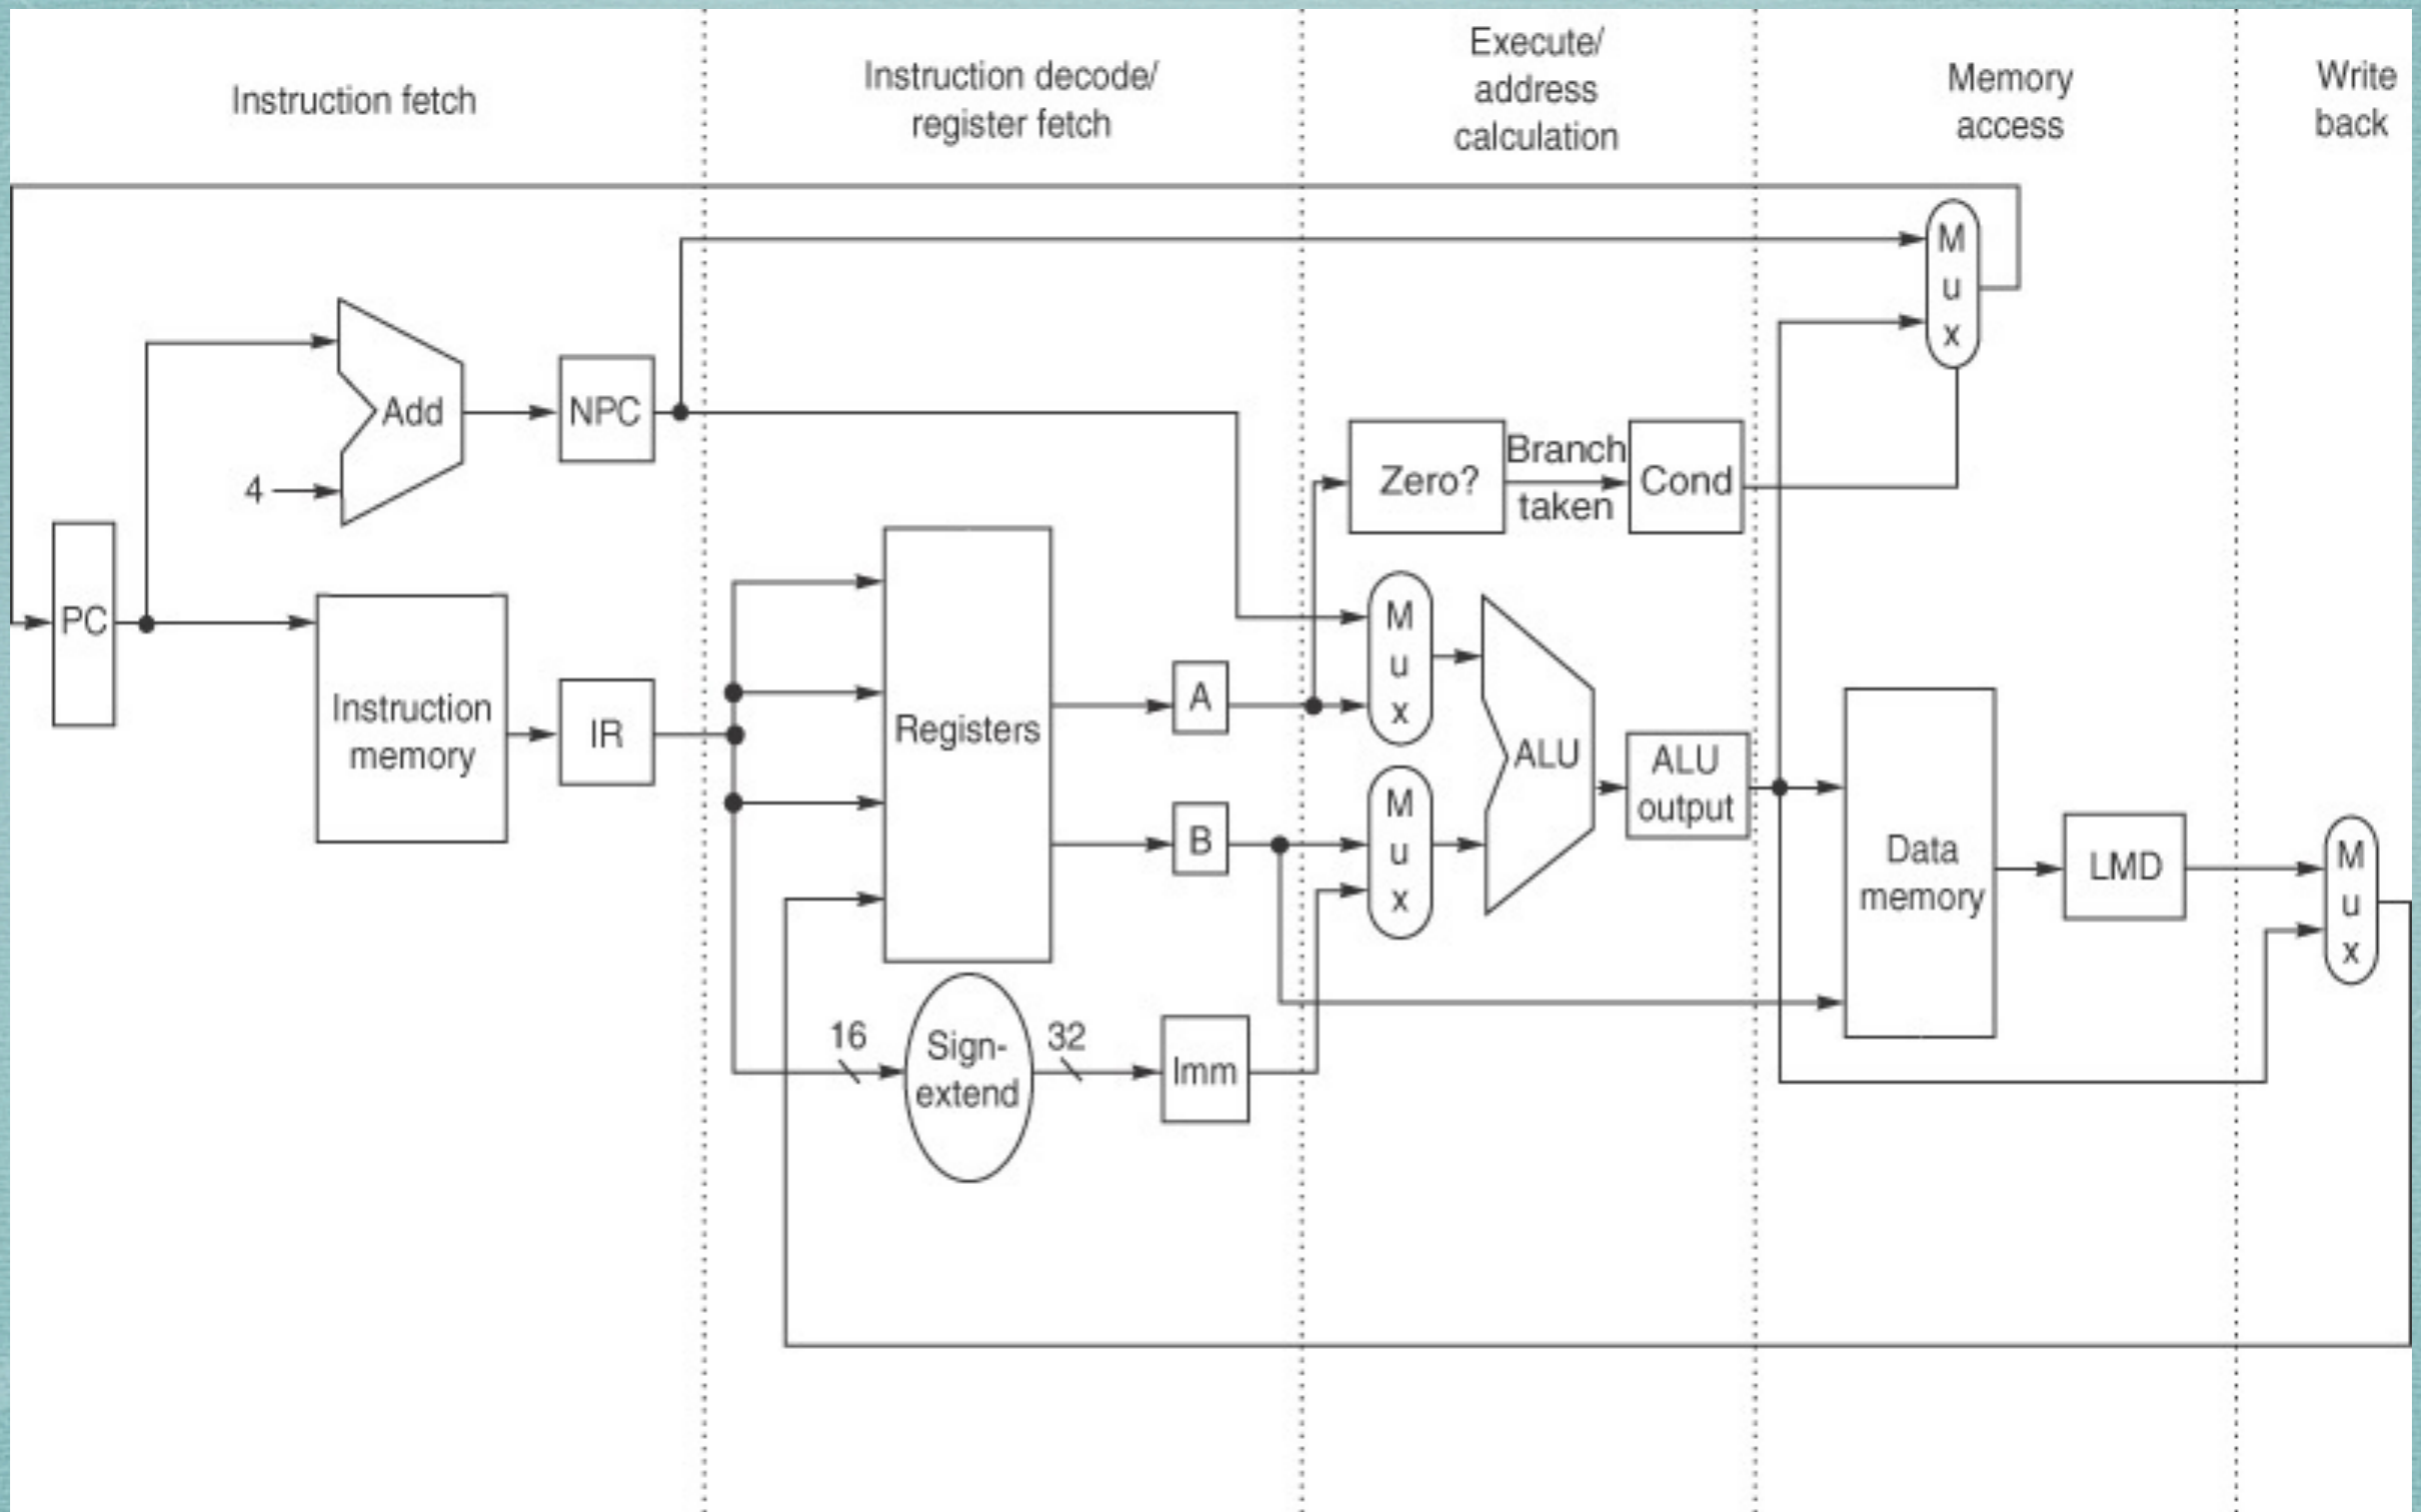 Instruction fetch
Instruction decode/
register fetch
Execute/
address
calculation
Memory
access
Write
back
M
u
x
Add
NPC
4
PC
Instruction
memory
IR
Registers
A
B
16
Sign-
extend
32
Imm
Zero?
Branch
taken
Cond
M
u
x
M
u
x
ALU
ALU
output
Data
memory
LMD
M
u
x